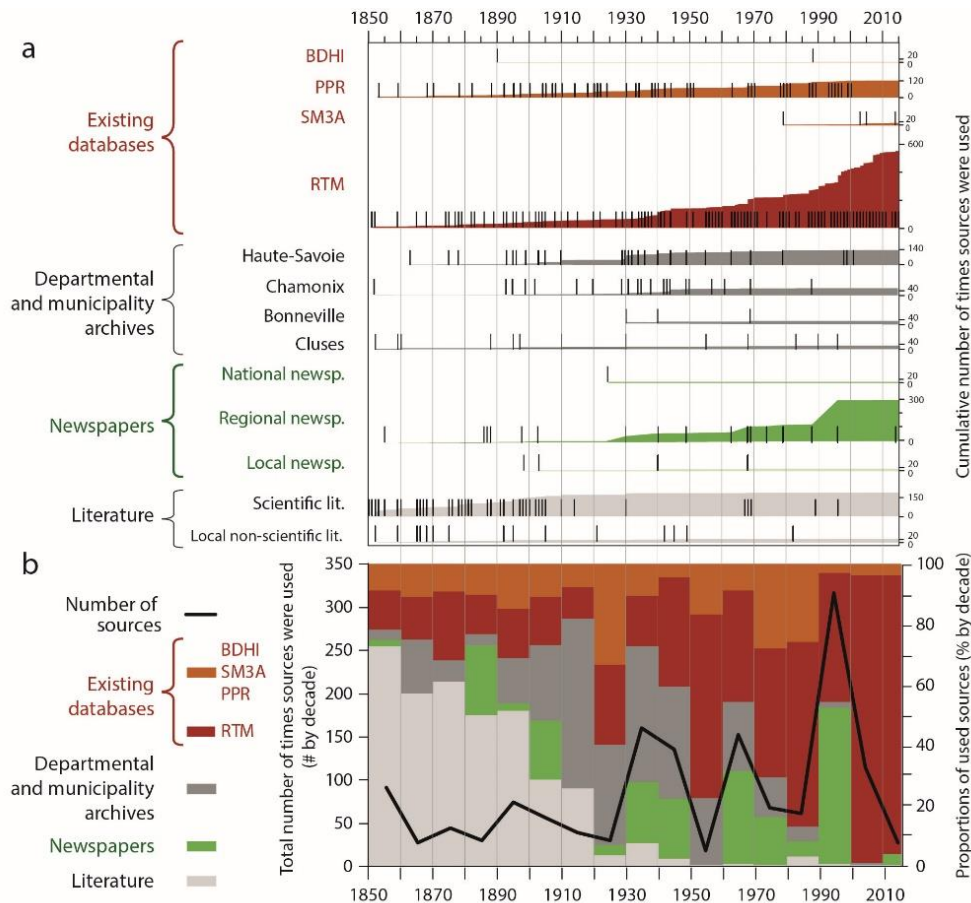 1850 1870 1890 1910 1930 1950 1970 1990 2010
a
BDHI
20
0
PPR
120
0
SM3A
20
0
Existing
databases
RTM
600
0
Haute-Savoie
140
0
Departmental
and municipality
archives
Chamonix
40
0
Bonneville
40
0
Cluses
40
0
National newsp.
20
0
Newspapers
Regional newsp.
300
0
Local newsp.
20
0
Literature
Scientific lit.
150
0
Local non-scientific lit.
20
0
Cumulative number of times sources were used
b
Number of
sources
Existing
databases
BDHI
SM3A
PPR
RTM
Departmental
and municipality
archives
Newspapers
Literature
Total number of times sources were used
(# by decade)
350
300
250
200
150
100
50
0
100
80
60
40
20
0
Proportions of used sources (% by decade)
1850 1870 1890 1910 1930 1950 1970 1990 2010